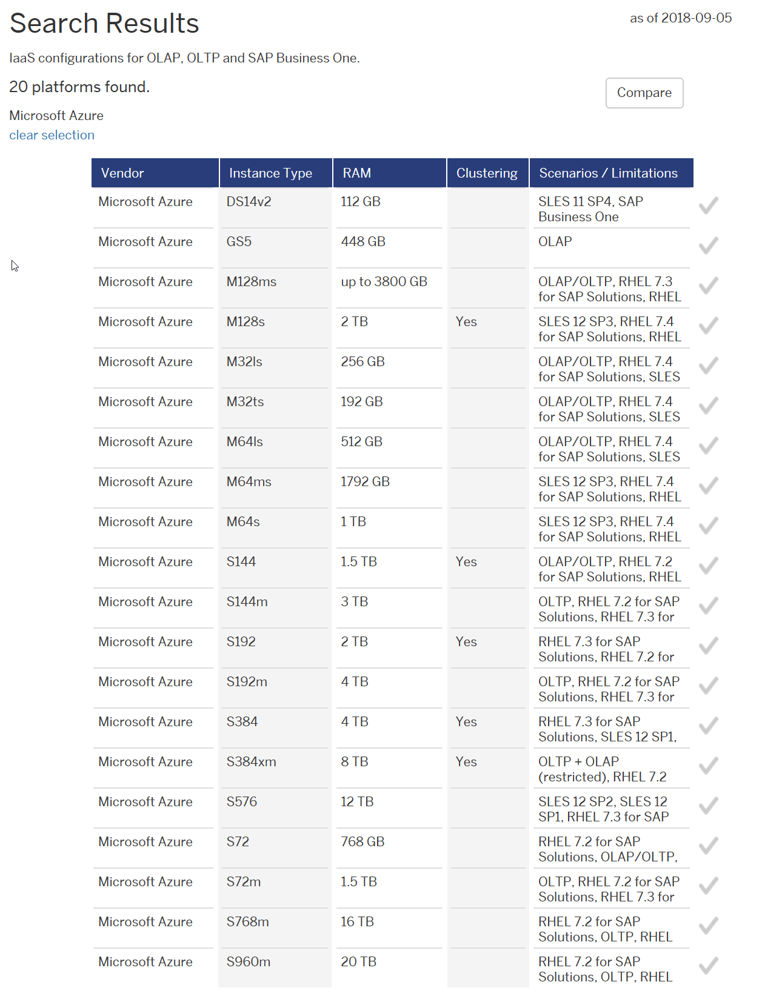 Search Results
as of 2018-09-05
IaaS configurations for OLAP, OLTP and SAP Business One.
20 platforms found.
Compare
Microsoft Azure
clear selection
Vendor Instance Type RAM Clustering Scenarios / Limitations
Microsoft Azure DS14v2 112 GB SLES 11 SP4, SAP
Business One
Microsoft Azure GS5 448 GB OLAP
Microsoft Azure M128ms up to 3800 GB OLAP/OLTP, RHEL 7.3
for SAP Solutions, RHEL
Microsoft Azure M128s 2 TB Yes SLES 12 SP3, RHEL 7.4
for SAP Solutions, RHEL
Microsoft Azure M32ls 256 GB OLAP/OLTP, RHEL 7.4
for SAP Solutions, SLES
Microsoft Azure M32ts 192 GB OLAP/OLTP, RHEL 7.4
for SAP Solutions, SLES
Microsoft Azure M64ls 512 GB OLAP/OLTP, RHEL 7.4
for SAP Solutions, SLES
Microsoft Azure M64ms 1792 GB SLES 12 SP3, RHEL 7.4
for SAP Solutions, RHEL
Microsoft Azure M64s 1 TB SLES 12 SP3, RHEL 7.4
for SAP Solutions, RHEL
Microsoft Azure S144 1.5 TB Yes OLAP/OLTP, RHEL 7.2
for SAP Solutions, RHEL
Microsoft Azure S144m 3 TB OLTP, RHEL 7.2 for SAP
Solutions, RHEL 7.3 for
Microsoft Azure S192 2 TB Yes RHEL 7.3 for SAP
Solutions, RHEL 7.2 for
Microsoft Azure S192m 4 TB OLTP, RHEL 7.2 for SAP
Solutions, RHEL 7.3 for
Microsoft Azure S384 4 TB Yes RHEL 7.3 for SAP
Solutions, SLES 12 SP1,
Microsoft Azure S384xm 8 TB Yes OLTP + OLAP
(restricted), RHEL 7.2
Microsoft Azure S576 12 TB SLES 12 SP2, SLES 12
SP1, RHEL 7.3 for SAP
Microsoft Azure S72 768 GB RHEL 7.2 for SAP
Solutions, OLAP/OLTP,
Microsoft Azure S72m 1.5 TB OLTP, RHEL 7.2 for SAP
Solutions, RHEL 7.3 for
Microsoft Azure S768m 16 TB RHEL 7.2 for SAP
Solutions, OLTP, RHEL
Microsoft Azure S960m 20 TB RHEL 7.2 for SAP
Solutions, OLTP, RHEL